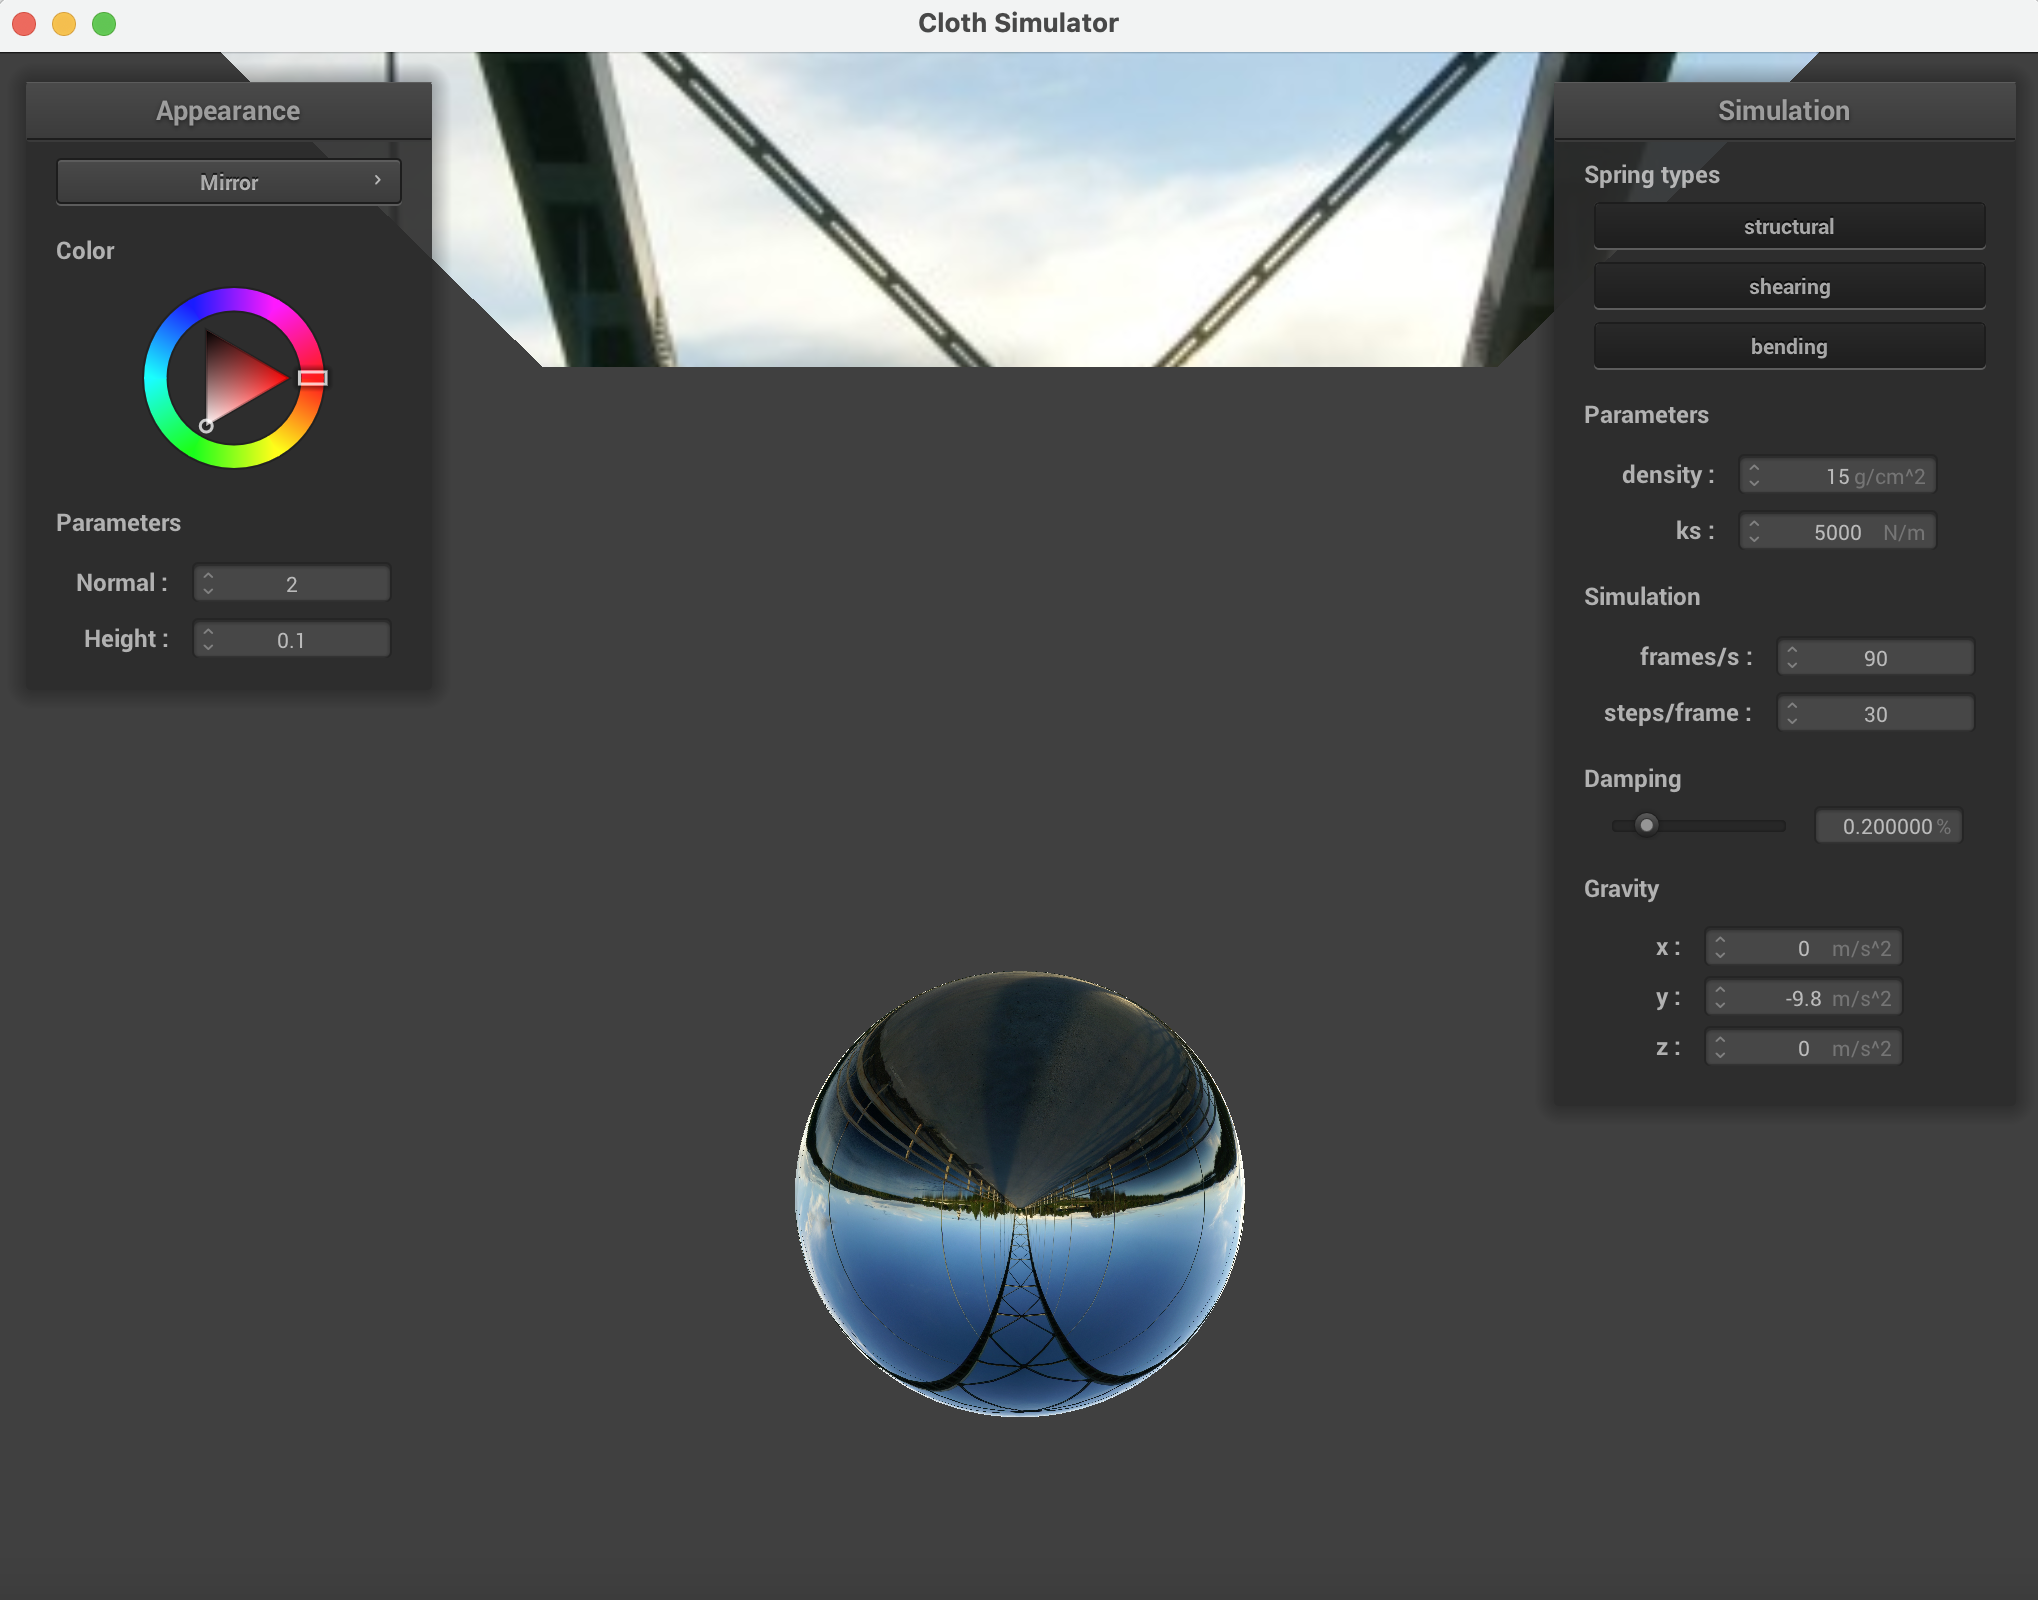 Cloth Simulator
Appearance
Mirror
Color
Parameters
Normal : 2
Height : 0.1
Simulation
Spring types
structural
shearing
bending
Parameters
density : 15 g/cm^2
ks : 5000 N/m
Simulation
frames/s : 90
steps/frame : 30
Damping
0.200000 %
Gravity
x : 0 m/s^2
y : -9.8 m/s^2
z : 0 m/s^2